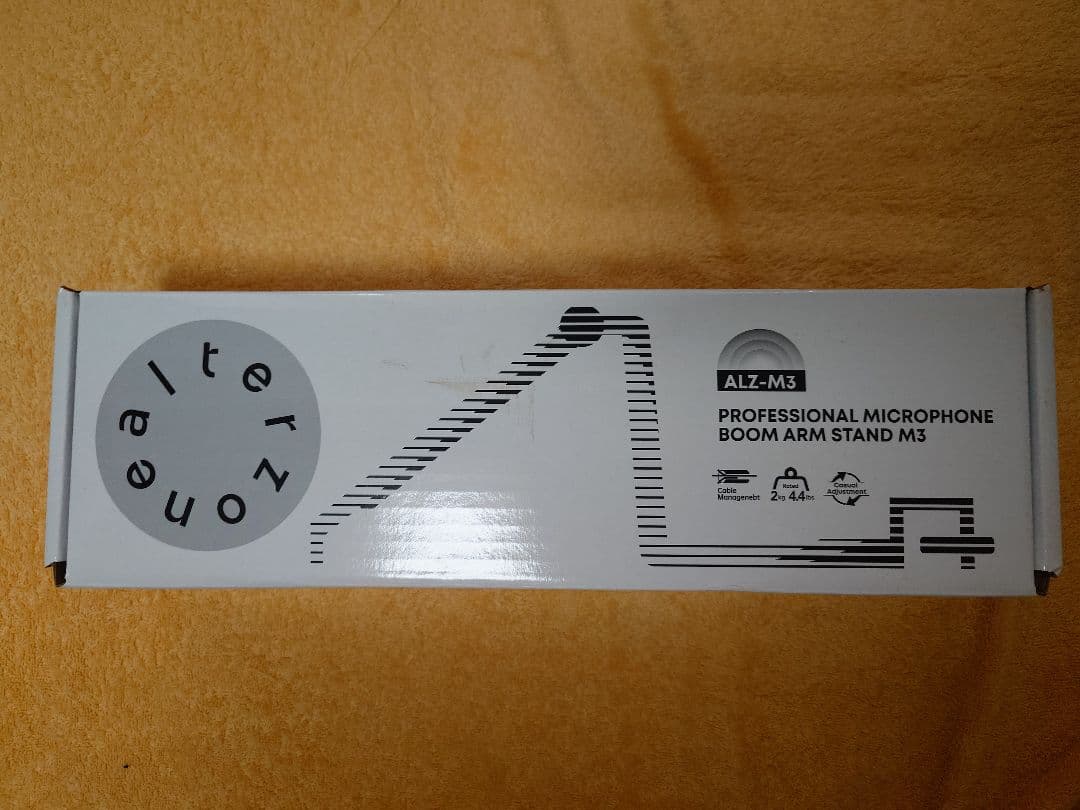 alterzone
ALZ-M3
PROFESSIONAL MICROPHONE
BOOM ARM STAND M3
Cable
Managenebt
Rated
2kg 4.4lbs
Casual
Adjustment